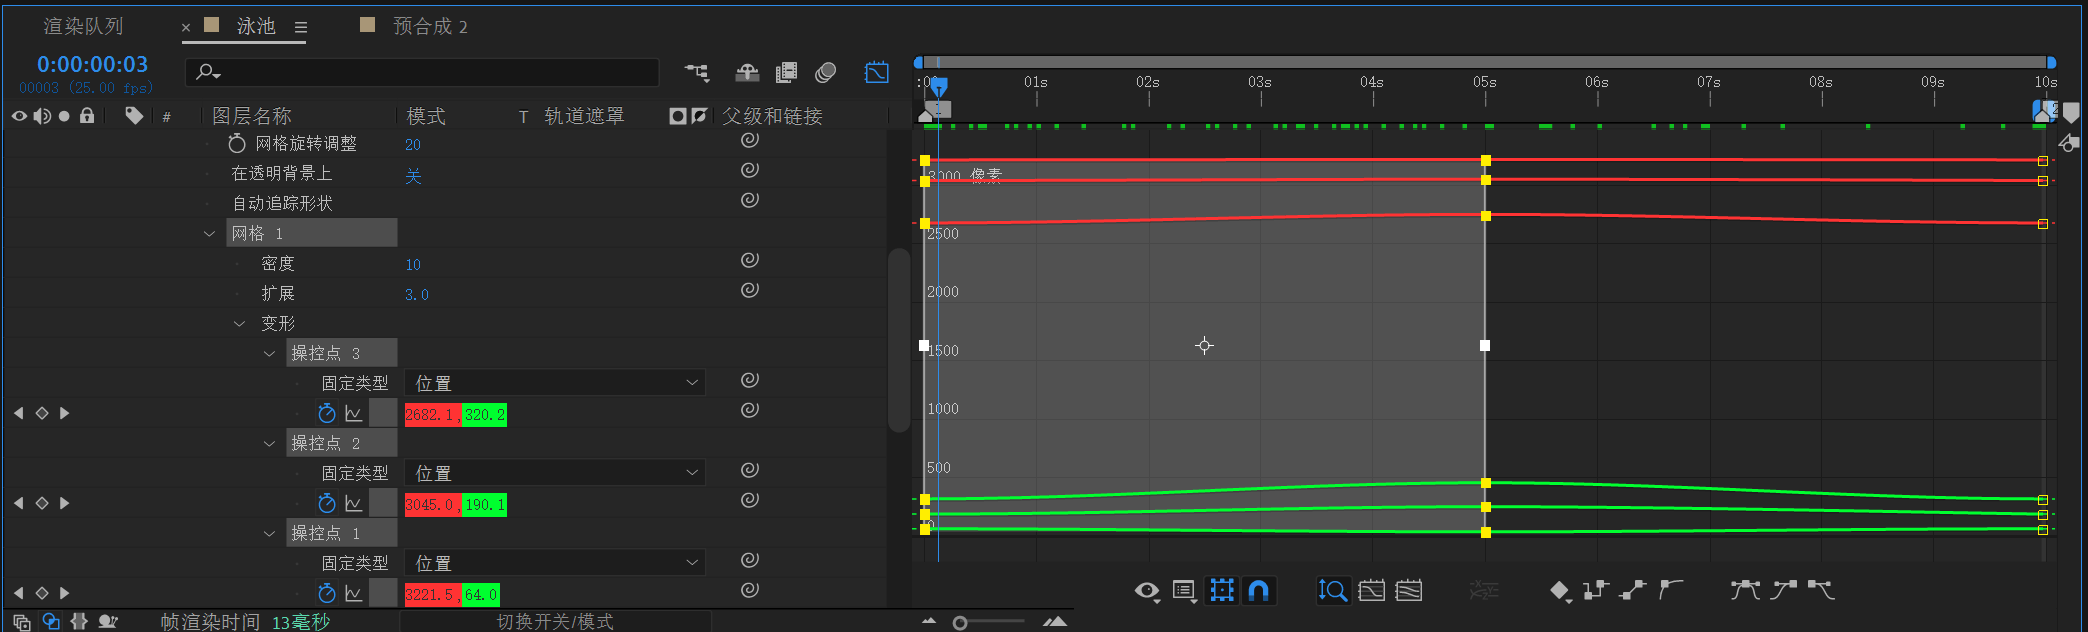 渲染队列 × 泳池 ≡ 预合成 2
0:00:00:03
00003 (25.00 fps)
:00 01s 02s 03s 04s 05s 06s 07s 08s 09s 10s
# 图层名称 模式 T 轨道遮罩 父级和链接
网格旋转调整 20
在透明背景上 关
自动追踪形状
网格 1
密度 10
扩展 3.0
变形
操控点 3
固定类型 位置
2682.1,320.2
操控点 2
固定类型 位置
3045.0,190.1
操控点 1
固定类型 位置
3221.5,64.0
帧渲染时间 13毫秒 切换开关/模式
3000 像素
2500
2000
1500
1000
500
0